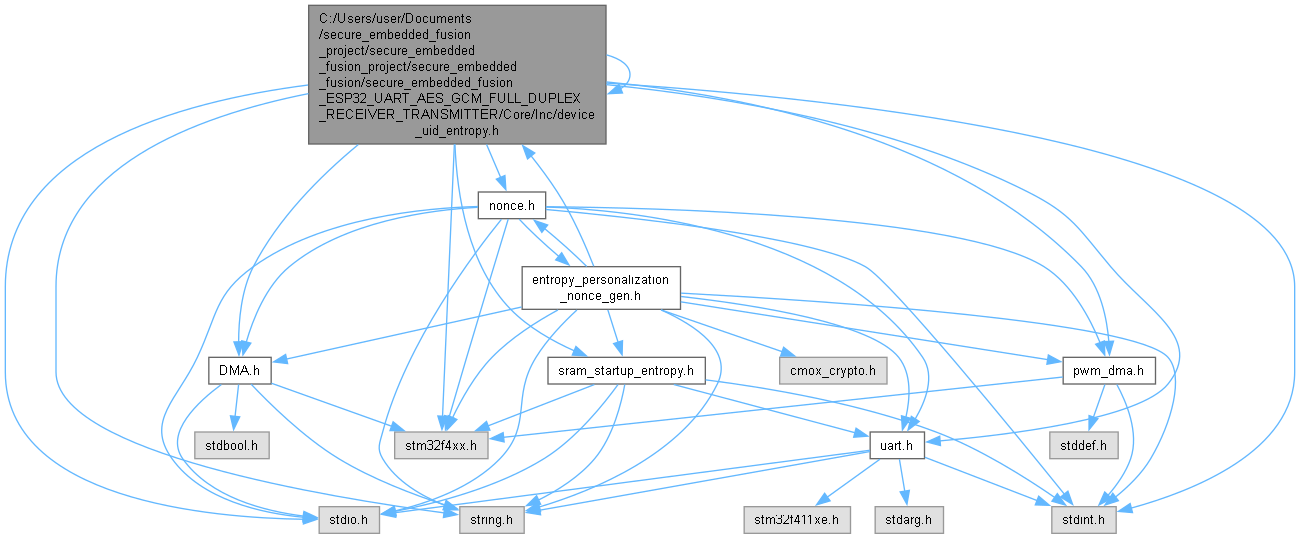 C:/Users/user/Documents
/secure_embedded_fusion
_project/secure_embedded
_fusion_project/secure_embedded
_fusion/secure_embedded_fusion
_ESP32_UART_AES_GCM_FULL_DUPLEX
_RECEIVER_TRANSMITTER/Core/Inc/device
_uid_entropy.h
nonce.h
entropy_personalization
_nonce_gen.h
DMA.h
sram_startup_entropy.h
cmox_crypto.h
pwm_dma.h
stdbool.h
stm32f4xx.h
uart.h
stddef.h
stdio.h
string.h
stm32f411xe.h
stdarg.h
stdint.h